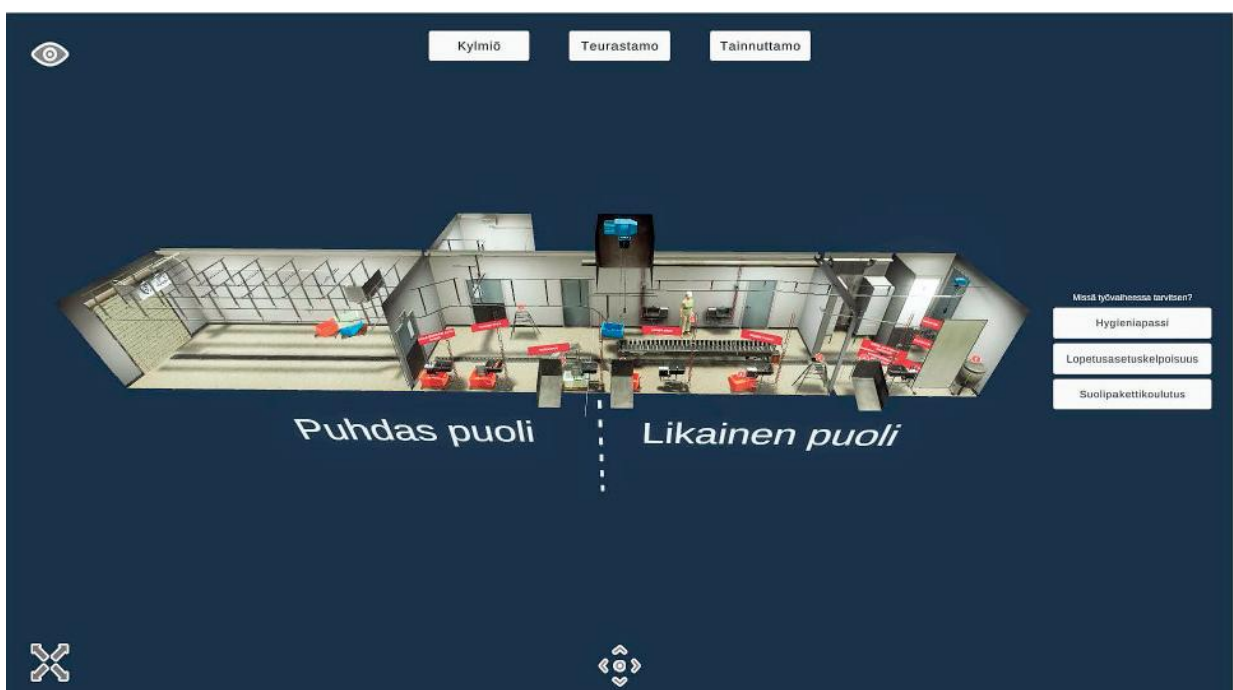 Kylmiö
Teurastamo
Tainnuttamo
Missä työvaiheessa tarvitsen?
Hygieniapassi
Lopetusasetuskelpoisuus
Suolipakettikoulutus
Puhdas puoli
Likainen puoli